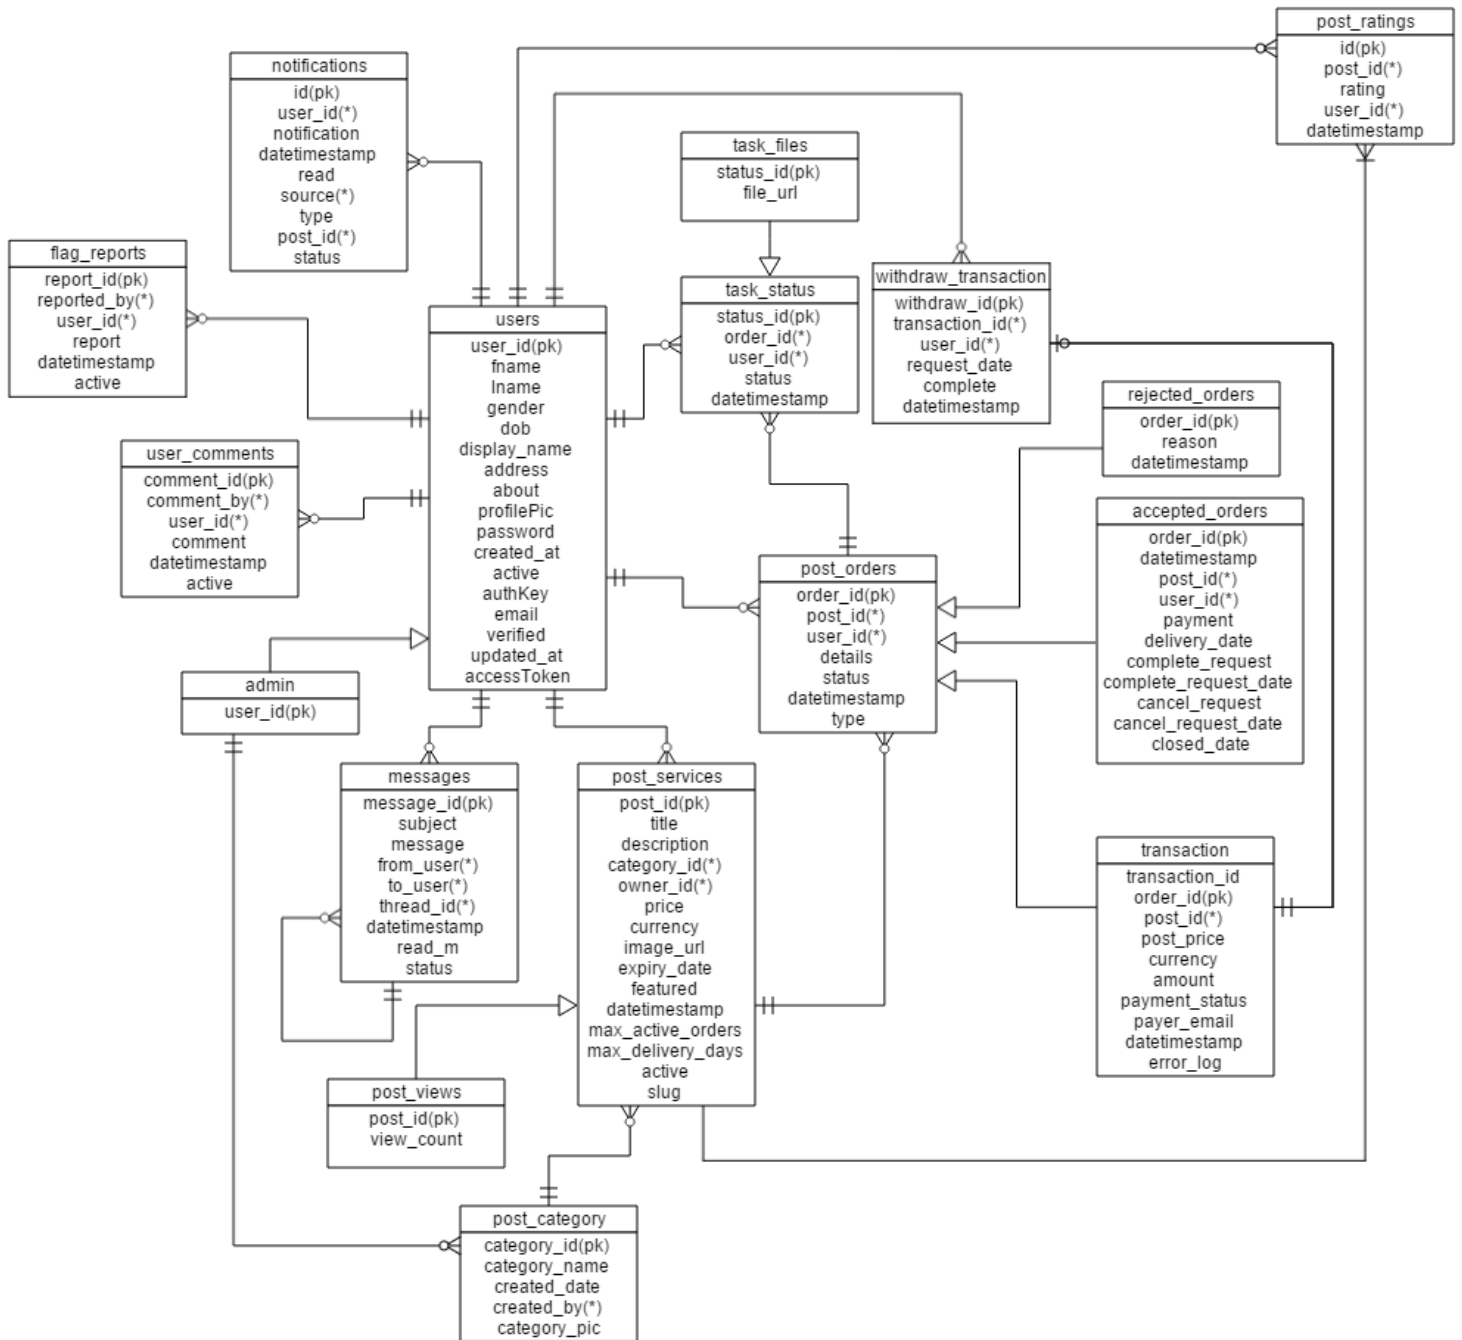 post_ratings
id(pk)
post_id(*)
rating
user_id(*)
datetimestamp
notifications
id(pk)
user_id(*)
notification
datetimestamp
read
source(*)
type
post_id(*)
status
task_files
status_id(pk)
file_url
flag_reports
report_id(pk)
reported_by(*)
user_id(*)
report
datetimestamp
active
users
user_id(pk)
fname
lname
gender
dob
display_name
address
about
profilePic
password
created_at
active
authKey
email
verified
updated_at
accessToken
task_status
status_id(pk)
order_id(*)
user_id(*)
status
datetimestamp
withdraw_transaction
withdraw_id(pk)
transaction_id(*)
user_id(*)
request_date
complete
datetimestamp
rejected_orders
order_id(pk)
reason
datetimestamp
user_comments
comment_id(pk)
comment_by(*)
user_id(*)
comment
datetimestamp
active
accepted_orders
order_id(pk)
datetimestamp
post_id(*)
user_id(*)
payment
delivery_date
complete_request
complete_request_date
cancel_request
cancel_request_date
closed_date
post_orders
order_id(pk)
post_id(*)
user_id(*)
details
status
datetimestamp
type
admin
user_id(pk)
messages
message_id(pk)
subject
message
from_user(*)
to_user(*)
thread_id(*)
datetimestamp
read_m
status
post_services
post_id(pk)
title
description
category_id(*)
owner_id(*)
price
currency
image_url
expiry_date
featured
datetimestamp
max_active_orders
max_delivery_days
active
slug
transaction
transaction_id
order_id(pk)
post_id(*)
post_price
currency
amount
payment_status
payer_email
datetimestamp
error_log
post_views
post_id(pk)
view_count
post_category
category_id(pk)
category_name
created_date
created_by(*)
category_pic